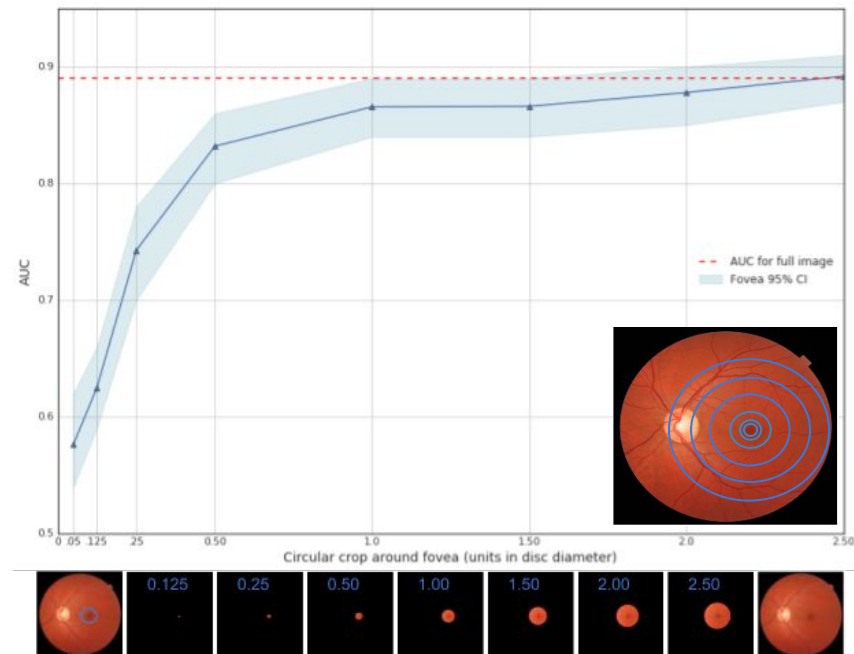 0.9
0.8
0.7
0.6
0.5
AUC
AUC for full image
Fovea 95% CI
0 .05 .125 .25 0.50 1.0 1.50 2.0 2.50
Circular crop around fovea (units in disc diameter)
0.125 0.25 0.50 1.00 1.50 2.00 2.50